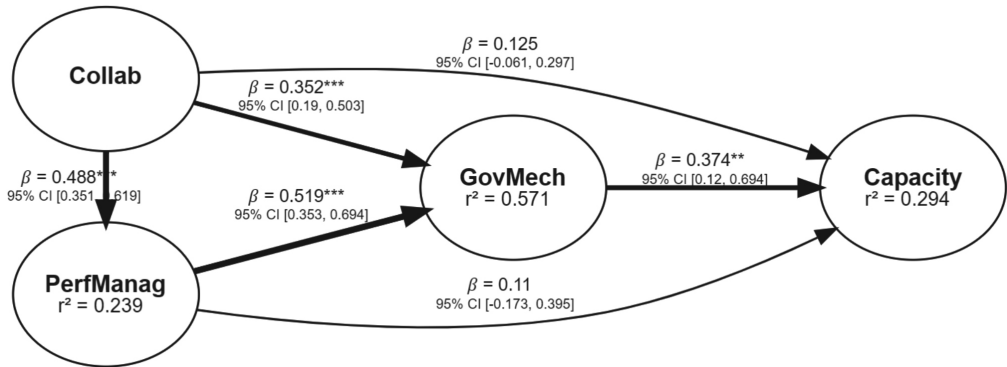 Collab
β = 0.125
95% CI [-0.061, 0.297]
β = 0.352***
95% CI [0.19, 0.503]
β = 0.488***
95% CI [0.351, 0.619]
GovMech
r² = 0.571
β = 0.374**
95% CI [0.12, 0.694]
Capacity
r² = 0.294
β = 0.519***
95% CI [0.353, 0.694]
PerfManag
r² = 0.239
β = 0.11
95% CI [-0.173, 0.395]